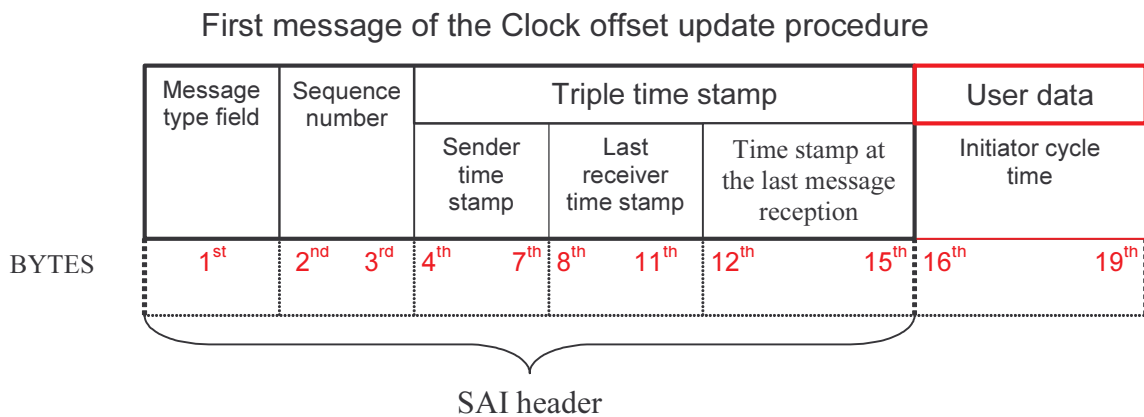 First message of the Clock offset update procedure
Message type field
Sequence number
Triple time stamp
User data
Sender time stamp
Last receiver time stamp
Time stamp at the last message reception
Initiator cycle time
BYTES 1st 2nd 3rd 4th 7th 8th 11th 12th 15th 16th 19th
SAI header